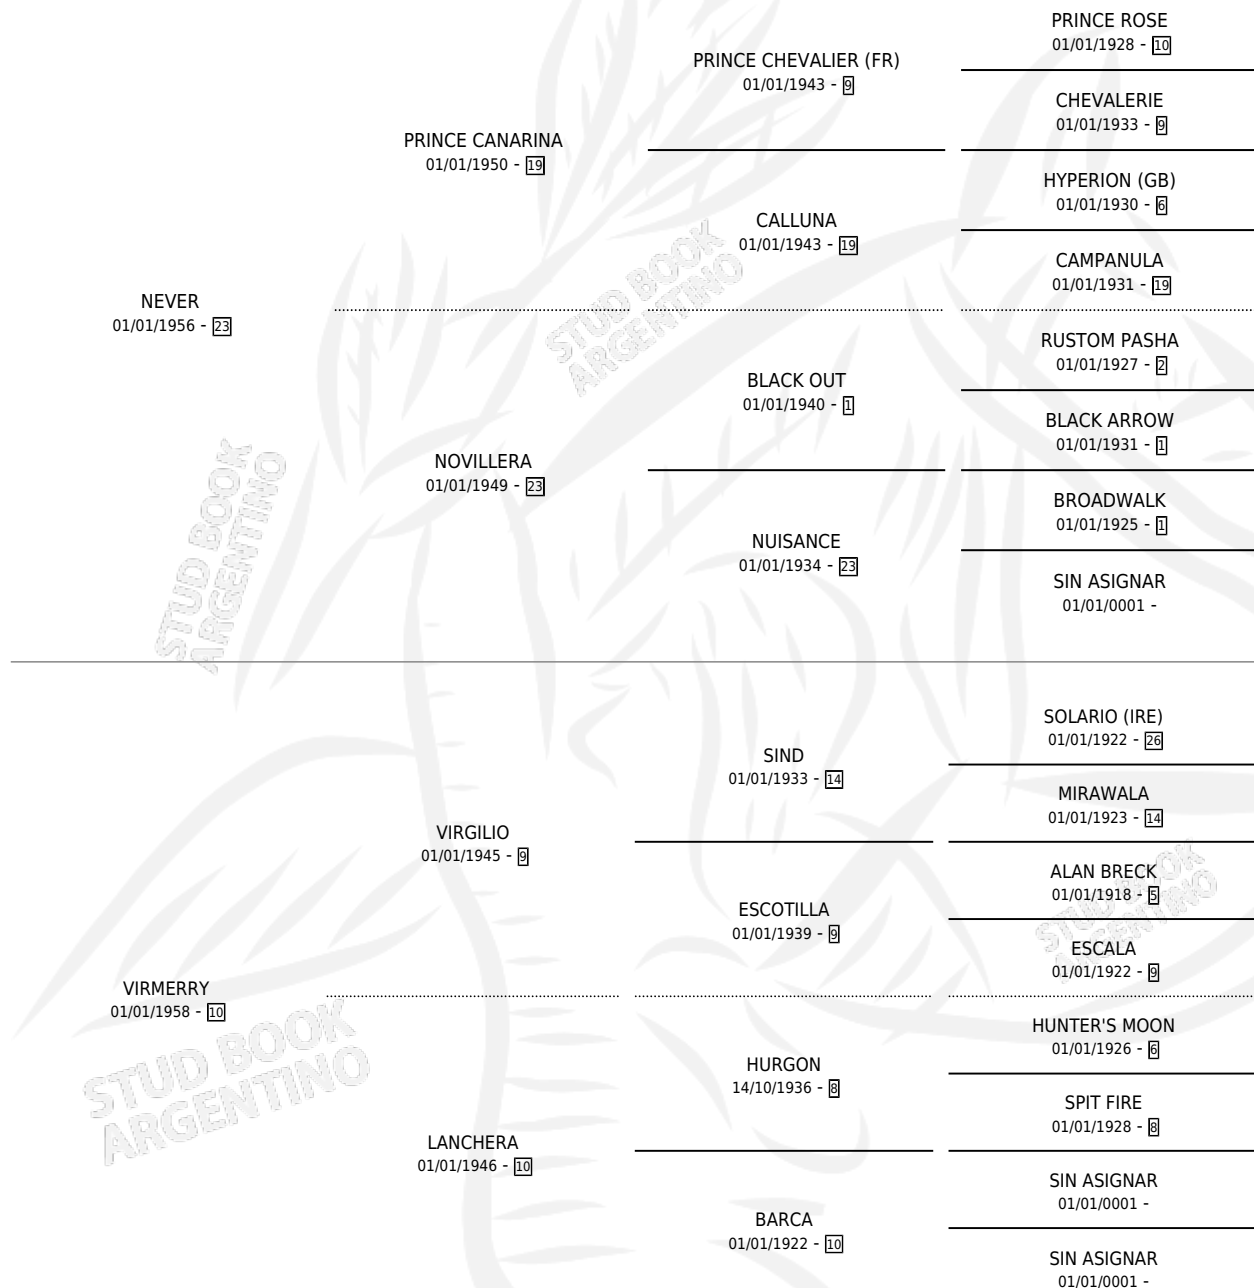 PRINCE ROSE
01/01/1928 - 10
PRINCE CHEVALIER (FR)
01/01/1943 - 9
CHEVALERIE
01/01/1933 - 9
PRINCE CANARINA
01/01/1950 - 19
HYPERION (GB)
01/01/1930 - 6
CALLUNA
01/01/1943 - 19
CAMPANULA
01/01/1931 - 19
NEVER
01/01/1956 - 23
STUD BOOK
ARGENTINO
RUSTOM PASHA
01/01/1927 - 2
BLACK OUT
01/01/1940 - 1
BLACK ARROW
01/01/1931 - 1
NOVILLERA
01/01/1949 - 23
BROADWALK
01/01/1925 - 1
NUISANCE
01/01/1934 - 23
SIN ASIGNAR
01/01/0001 -
STUD BOOK
ARGENTINO
SOLARIO (IRE)
01/01/1922 - 26
SIND
01/01/1933 - 14
MIRAWALA
01/01/1923 - 14
VIRGILIO
01/01/1945 - 9
ALAN BRECK
01/01/1918 - 5
ESCOTILLA
01/01/1939 - 9
STUD BOOK
ARGENTINO
ESCALA
01/01/1922 - 9
VIRMERRY
01/01/1958 - 10
HUNTER'S MOON
01/01/1926 - 6
STUD BOOK
ARGENTINO
HURGON
14/10/1936 - 8
SPIT FIRE
01/01/1928 - 8
LANCHERA
01/01/1946 - 10
SIN ASIGNAR
01/01/0001 -
BARCA
01/01/1922 - 10
SIN ASIGNAR
01/01/0001 -